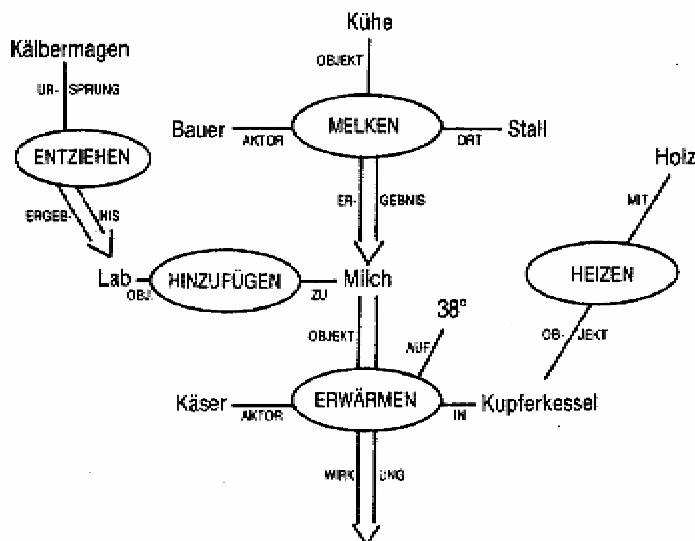 Kühe
Kälbermagen
OBJEKT
UR- SPRUNG
Bauer AKTOR MELKEN ORT Stall
ENTZIEHEN
Holz
MIT
ERGEB- NIS
ER- GEBNIS
Lab OBJ. HINZUFÜGEN ZU Milch
HEIZEN
38°
OBJEKT
AUF
OB- JEKT
Käser AKTOR ERWÄRMEN IN Kupferkessel
WIRK UNG